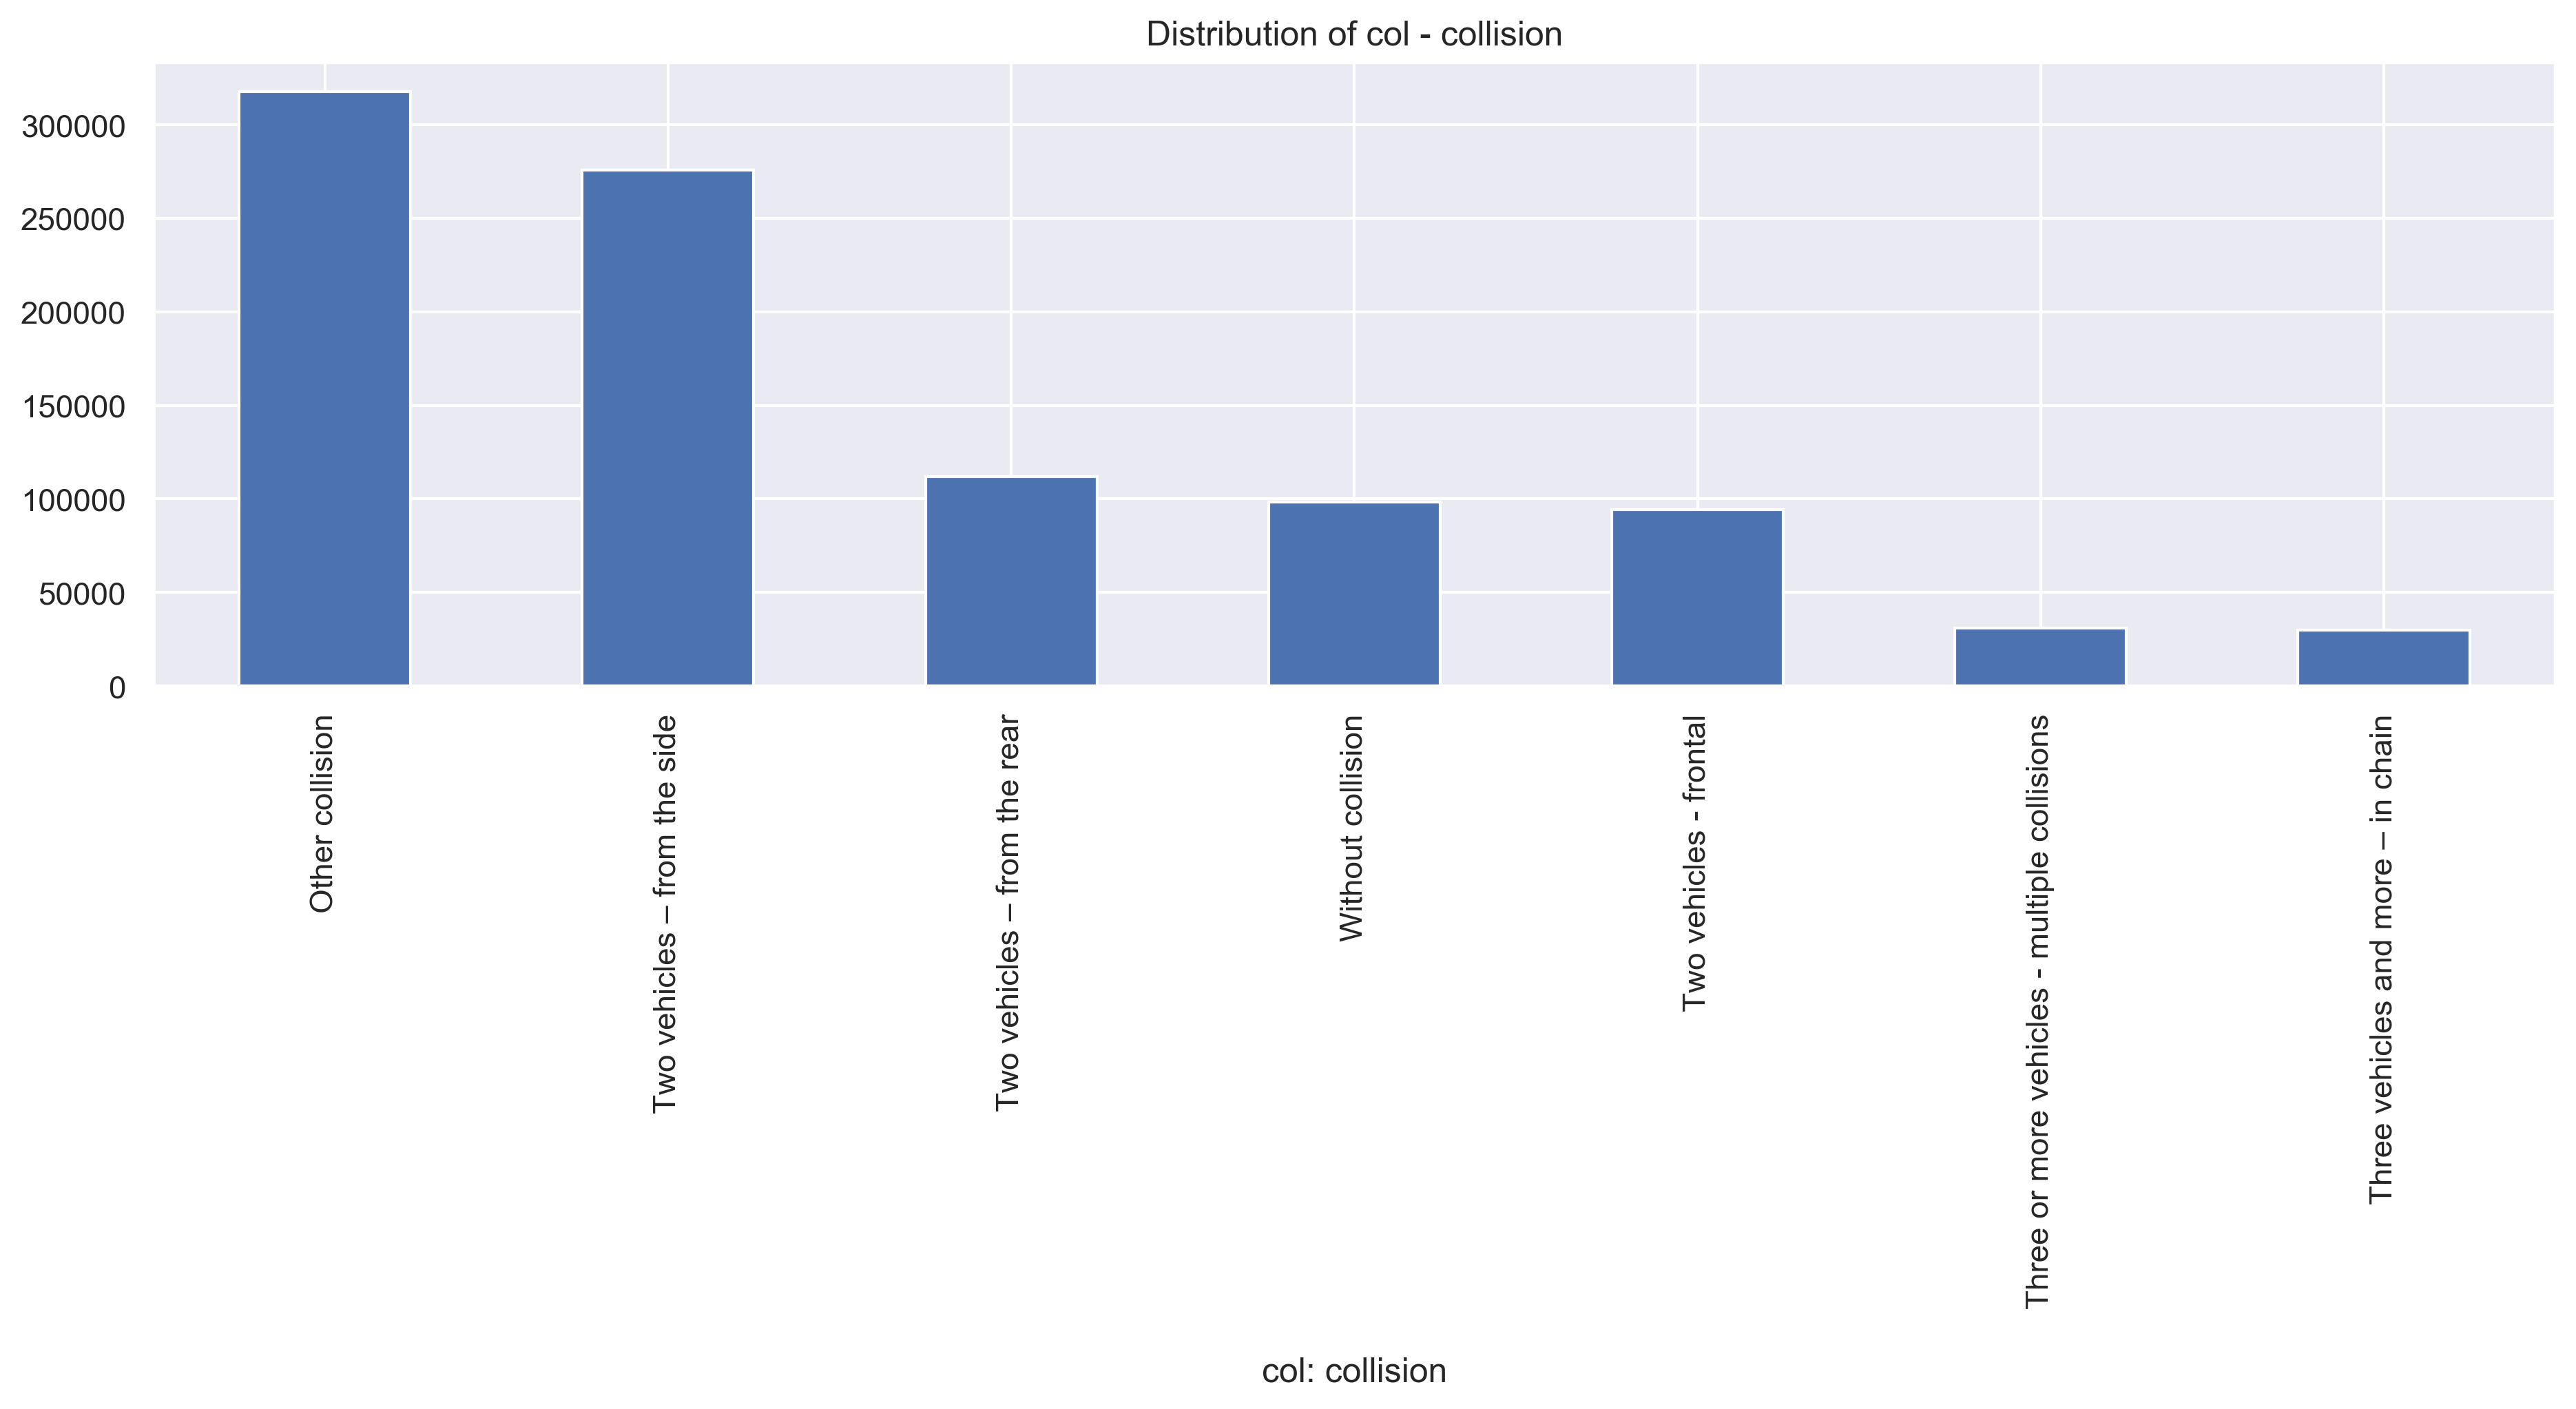 Distribution of col - collision
300000
250000
200000
150000
100000
50000
0
Other collision
Two vehicles – from the side
Two vehicles – from the rear
Without collision
Two vehicles - frontal
Three or more vehicles - multiple collisions
Three vehicles and more – in chain
col: collision